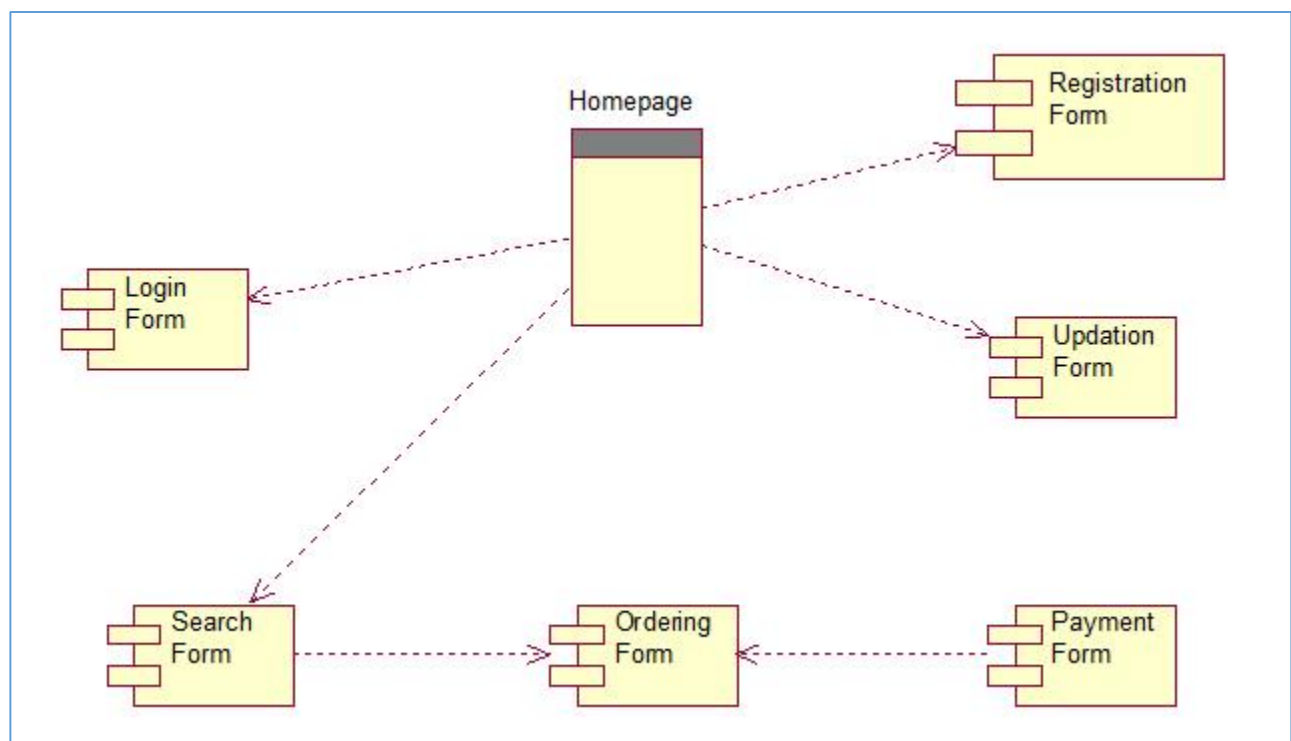 Homepage
Registration
Form
Login
Form
Updation
Form
Search
Form
Ordering
Form
Payment
Form